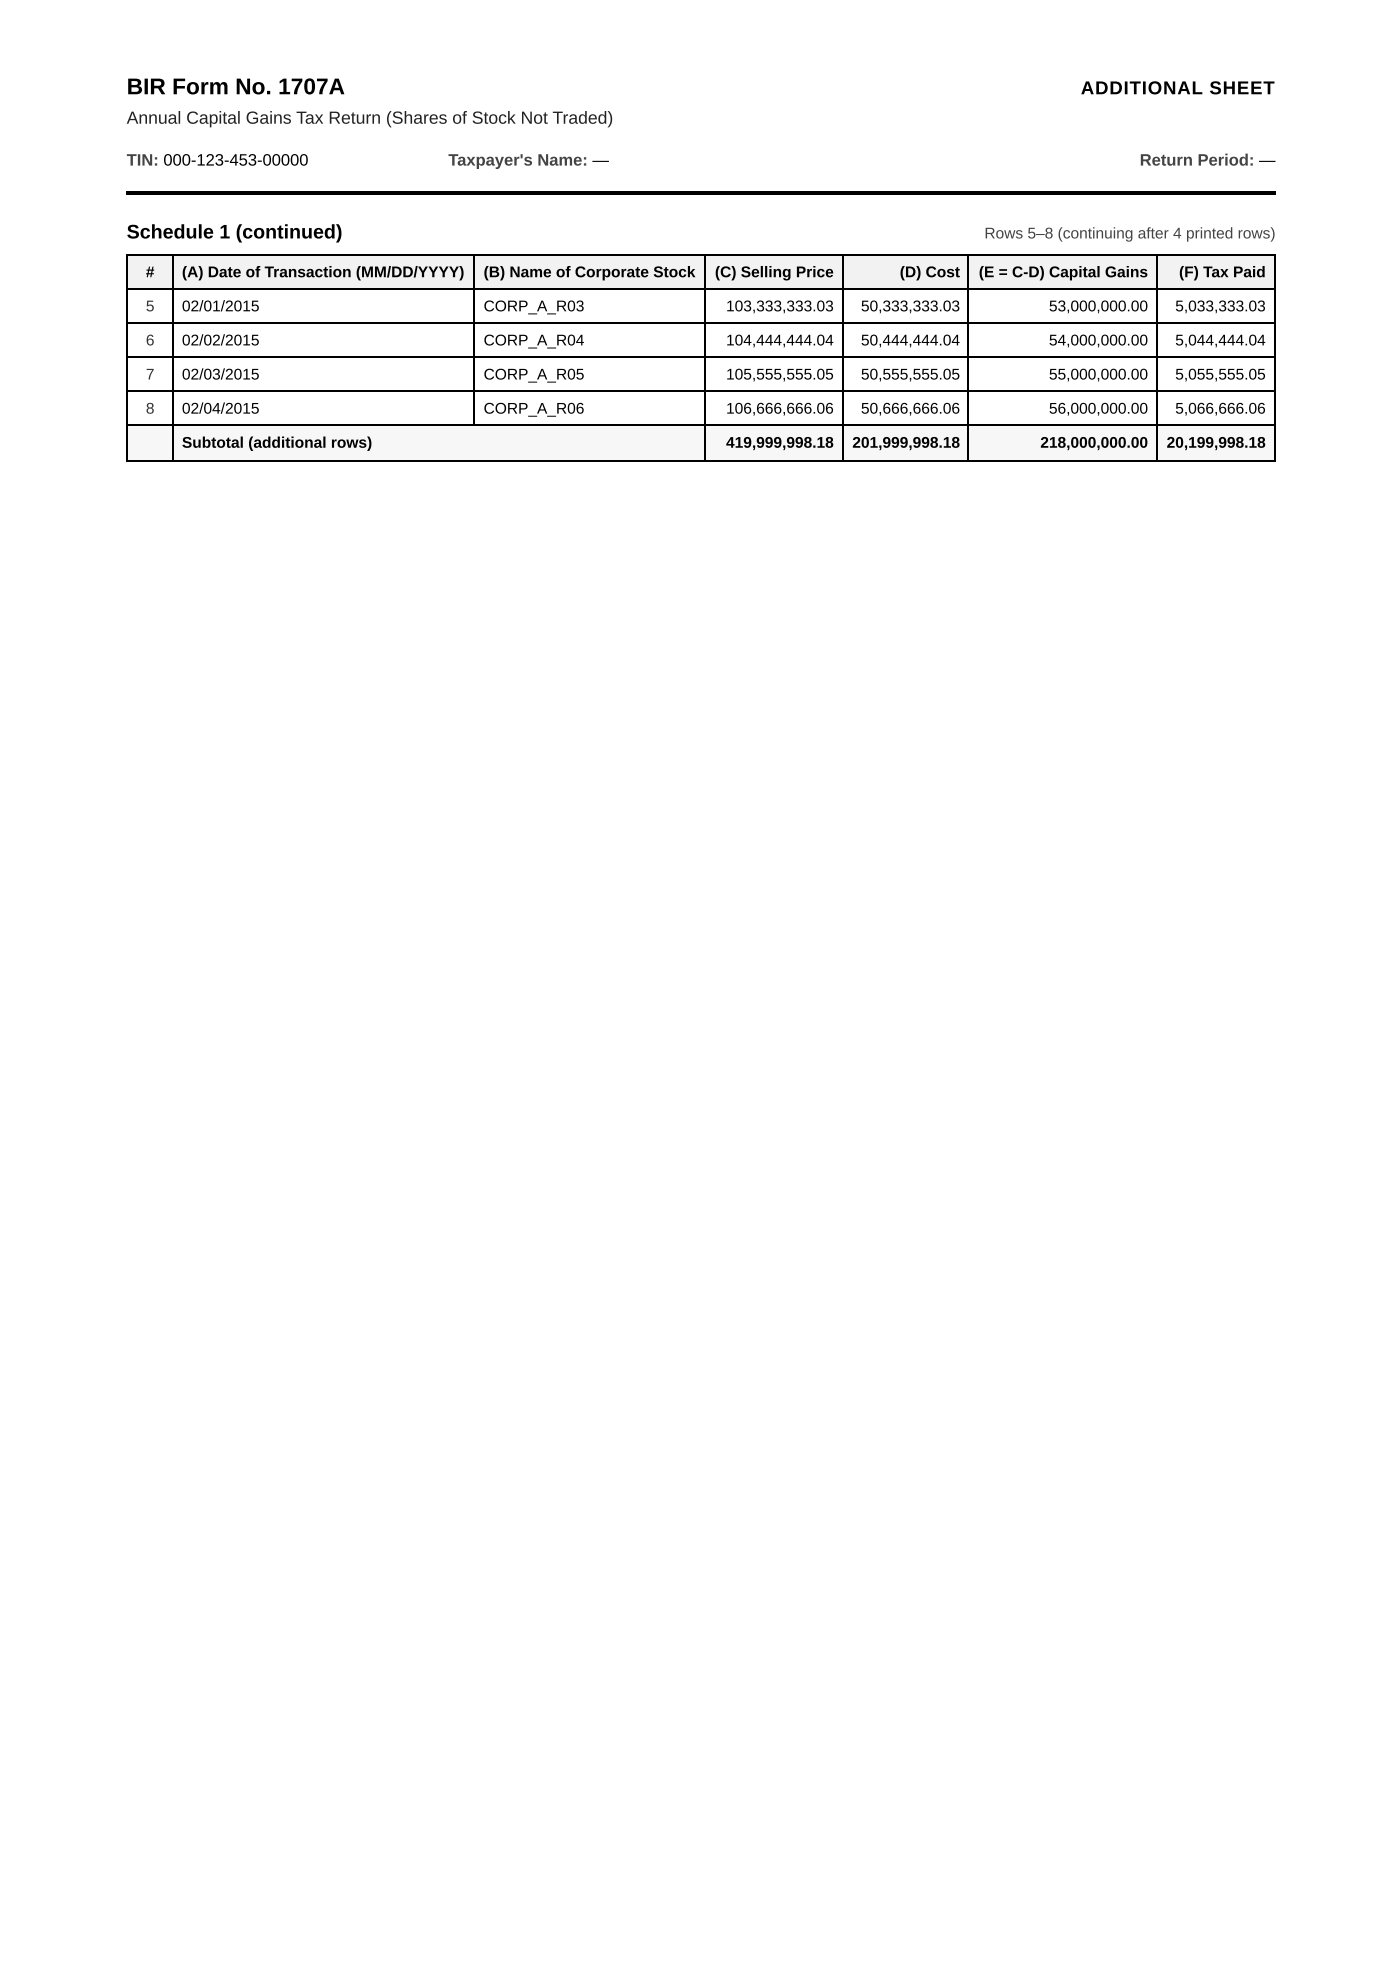 BIR Form No. 1707A
ADDITIONAL SHEET
Annual Capital Gains Tax Return (Shares of Stock Not Traded)
TIN: 000-123-453-00000 Taxpayer's Name: — Return Period: —
Schedule 1 (continued)
Rows 5–8 (continuing after 4 printed rows)
# (A) Date of Transaction (MM/DD/YYYY) (B) Name of Corporate Stock (C) Selling Price (D) Cost (E = C-D) Capital Gains (F) Tax Paid
5 02/01/2015 CORP_A_R03 103,333,333.03 50,333,333.03 53,000,000.00 5,033,333.03
6 02/02/2015 CORP_A_R04 104,444,444.04 50,444,444.04 54,000,000.00 5,044,444.04
7 02/03/2015 CORP_A_R05 105,555,555.05 50,555,555.05 55,000,000.00 5,055,555.05
8 02/04/2015 CORP_A_R06 106,666,666.06 50,666,666.06 56,000,000.00 5,066,666.06
Subtotal (additional rows) 419,999,998.18 201,999,998.18 218,000,000.00 20,199,998.18